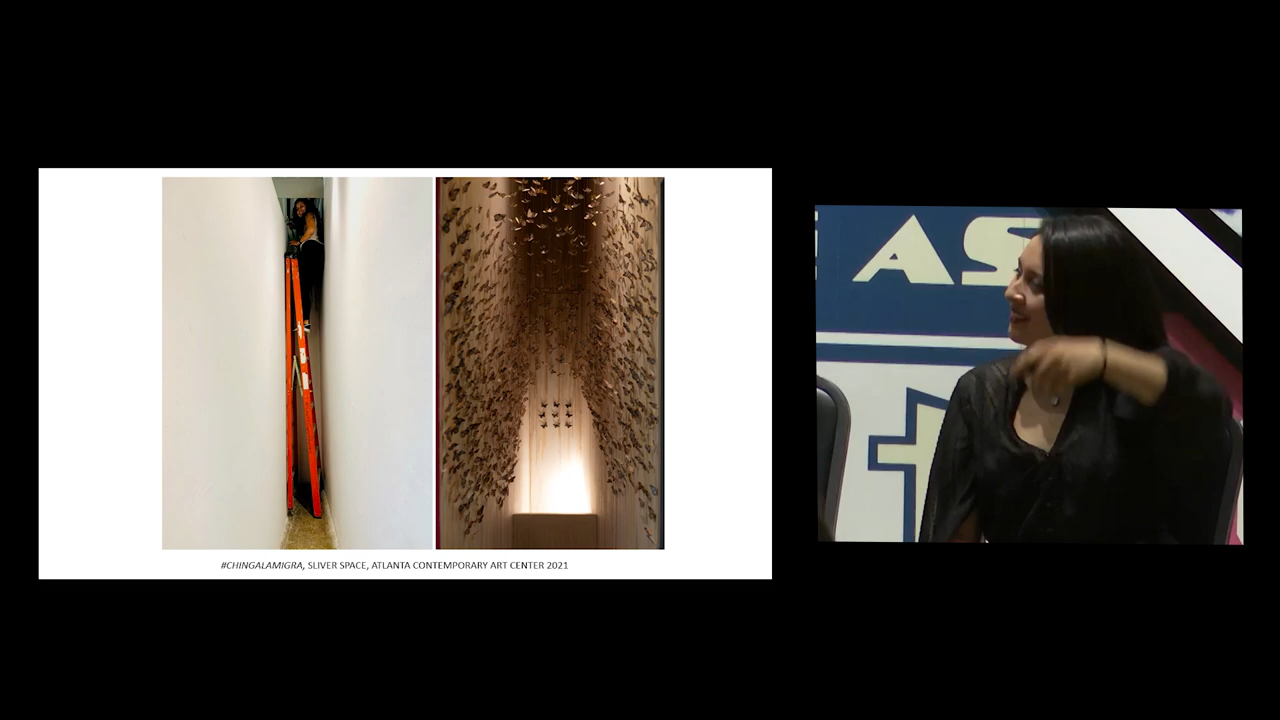 #CHINGALAMIGRA, SLIVER SPACE, ATLANTA CONTEMPORARY ART CENTER 2021
AS